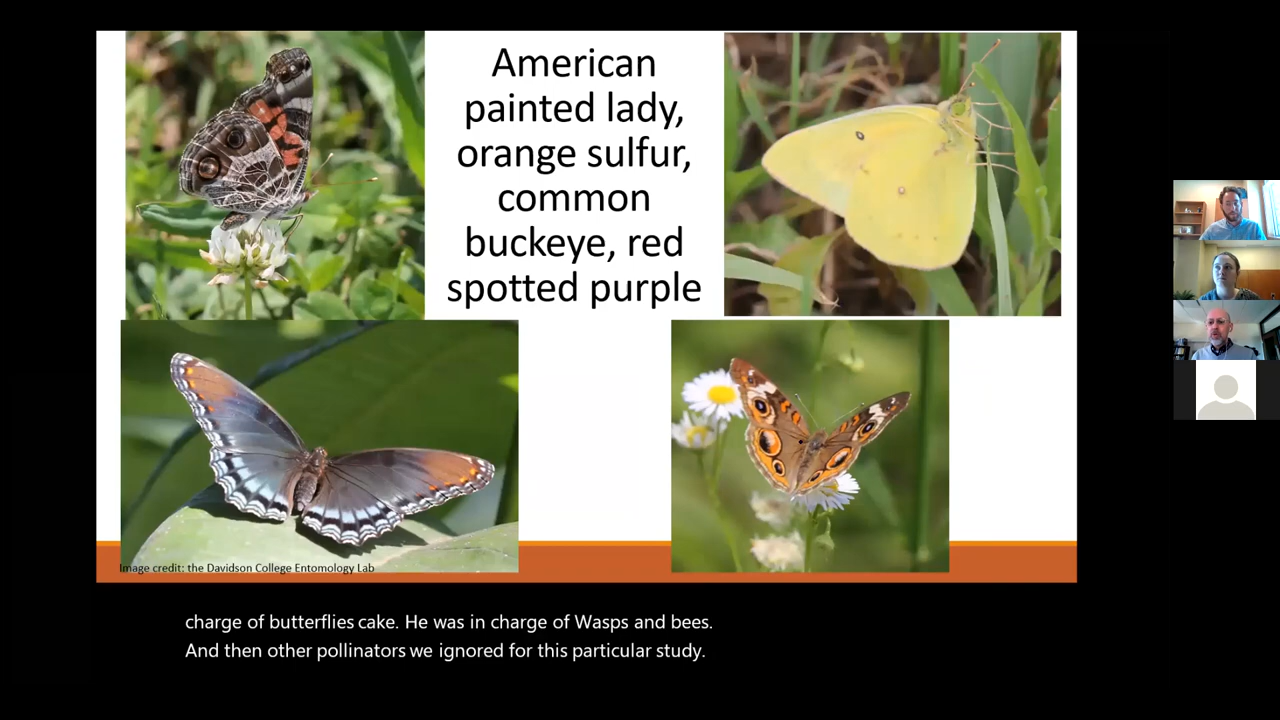 American
painted lady,
orange sulfur,
common
buckeye, red
spotted purple
Image credit: the Davidson College Entomology Lab
charge of butterflies cake. He was in charge of Wasps and bees.
And then other pollinators we ignored for this particular study.